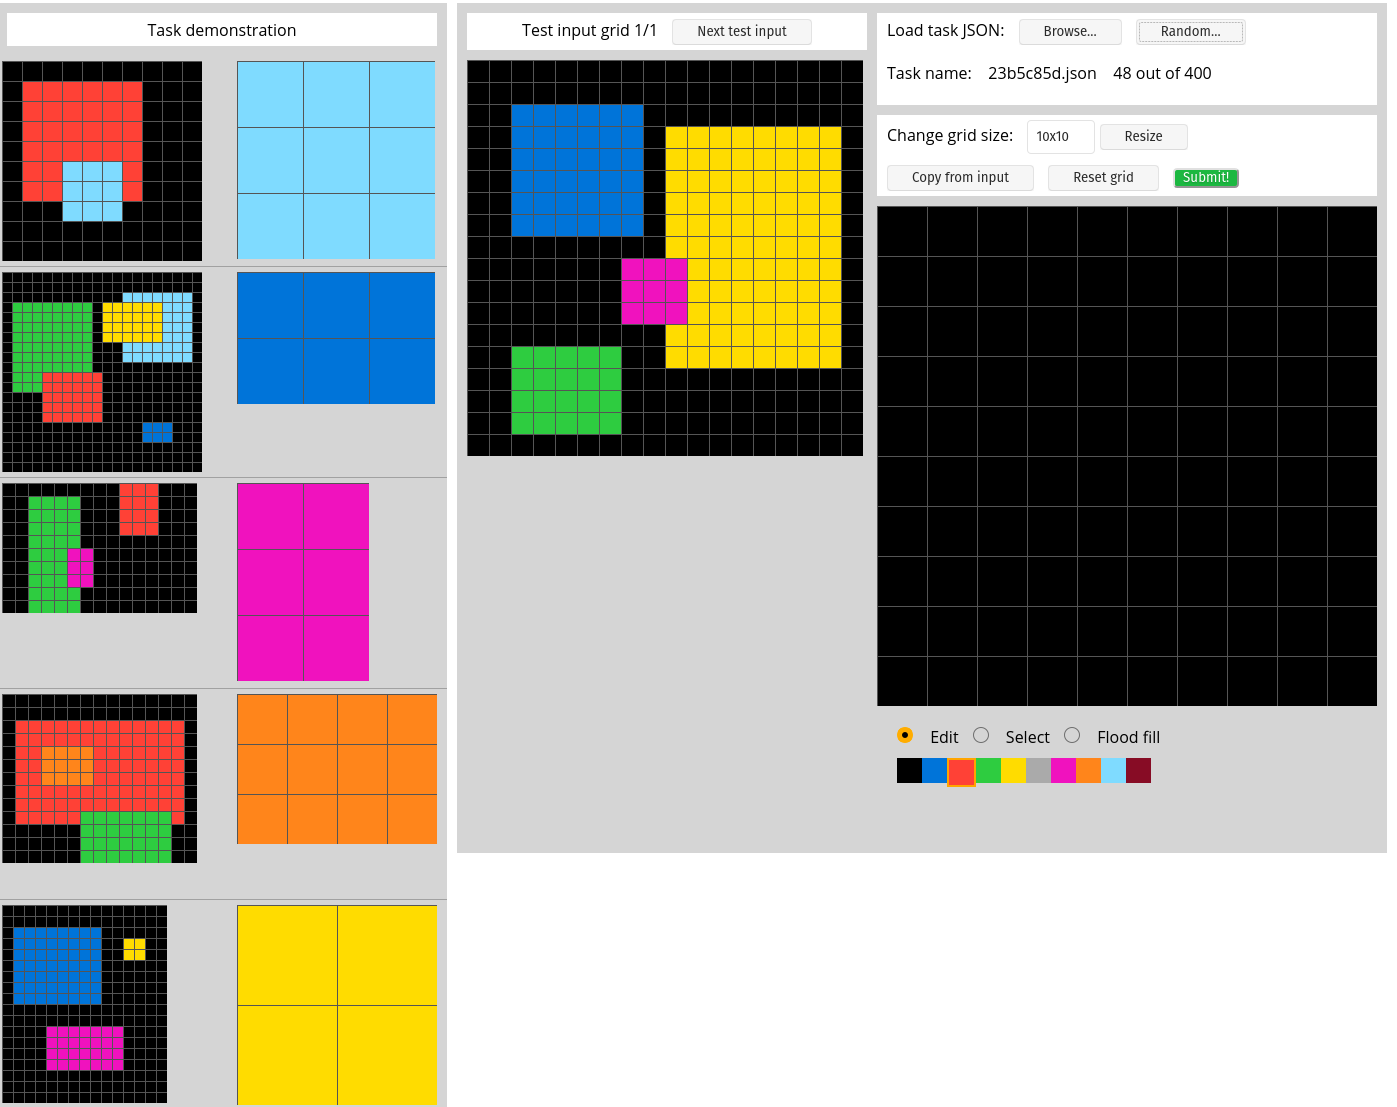 Task demonstration
Test input grid 1/1
Next test input
Load task JSON:
Browse...
Random...
Task name: 23b5c85d.json 48 out of 400
Change grid size:
10x10
Resize
Copy from input
Reset grid
Submit!
Edit
Select
Flood fill